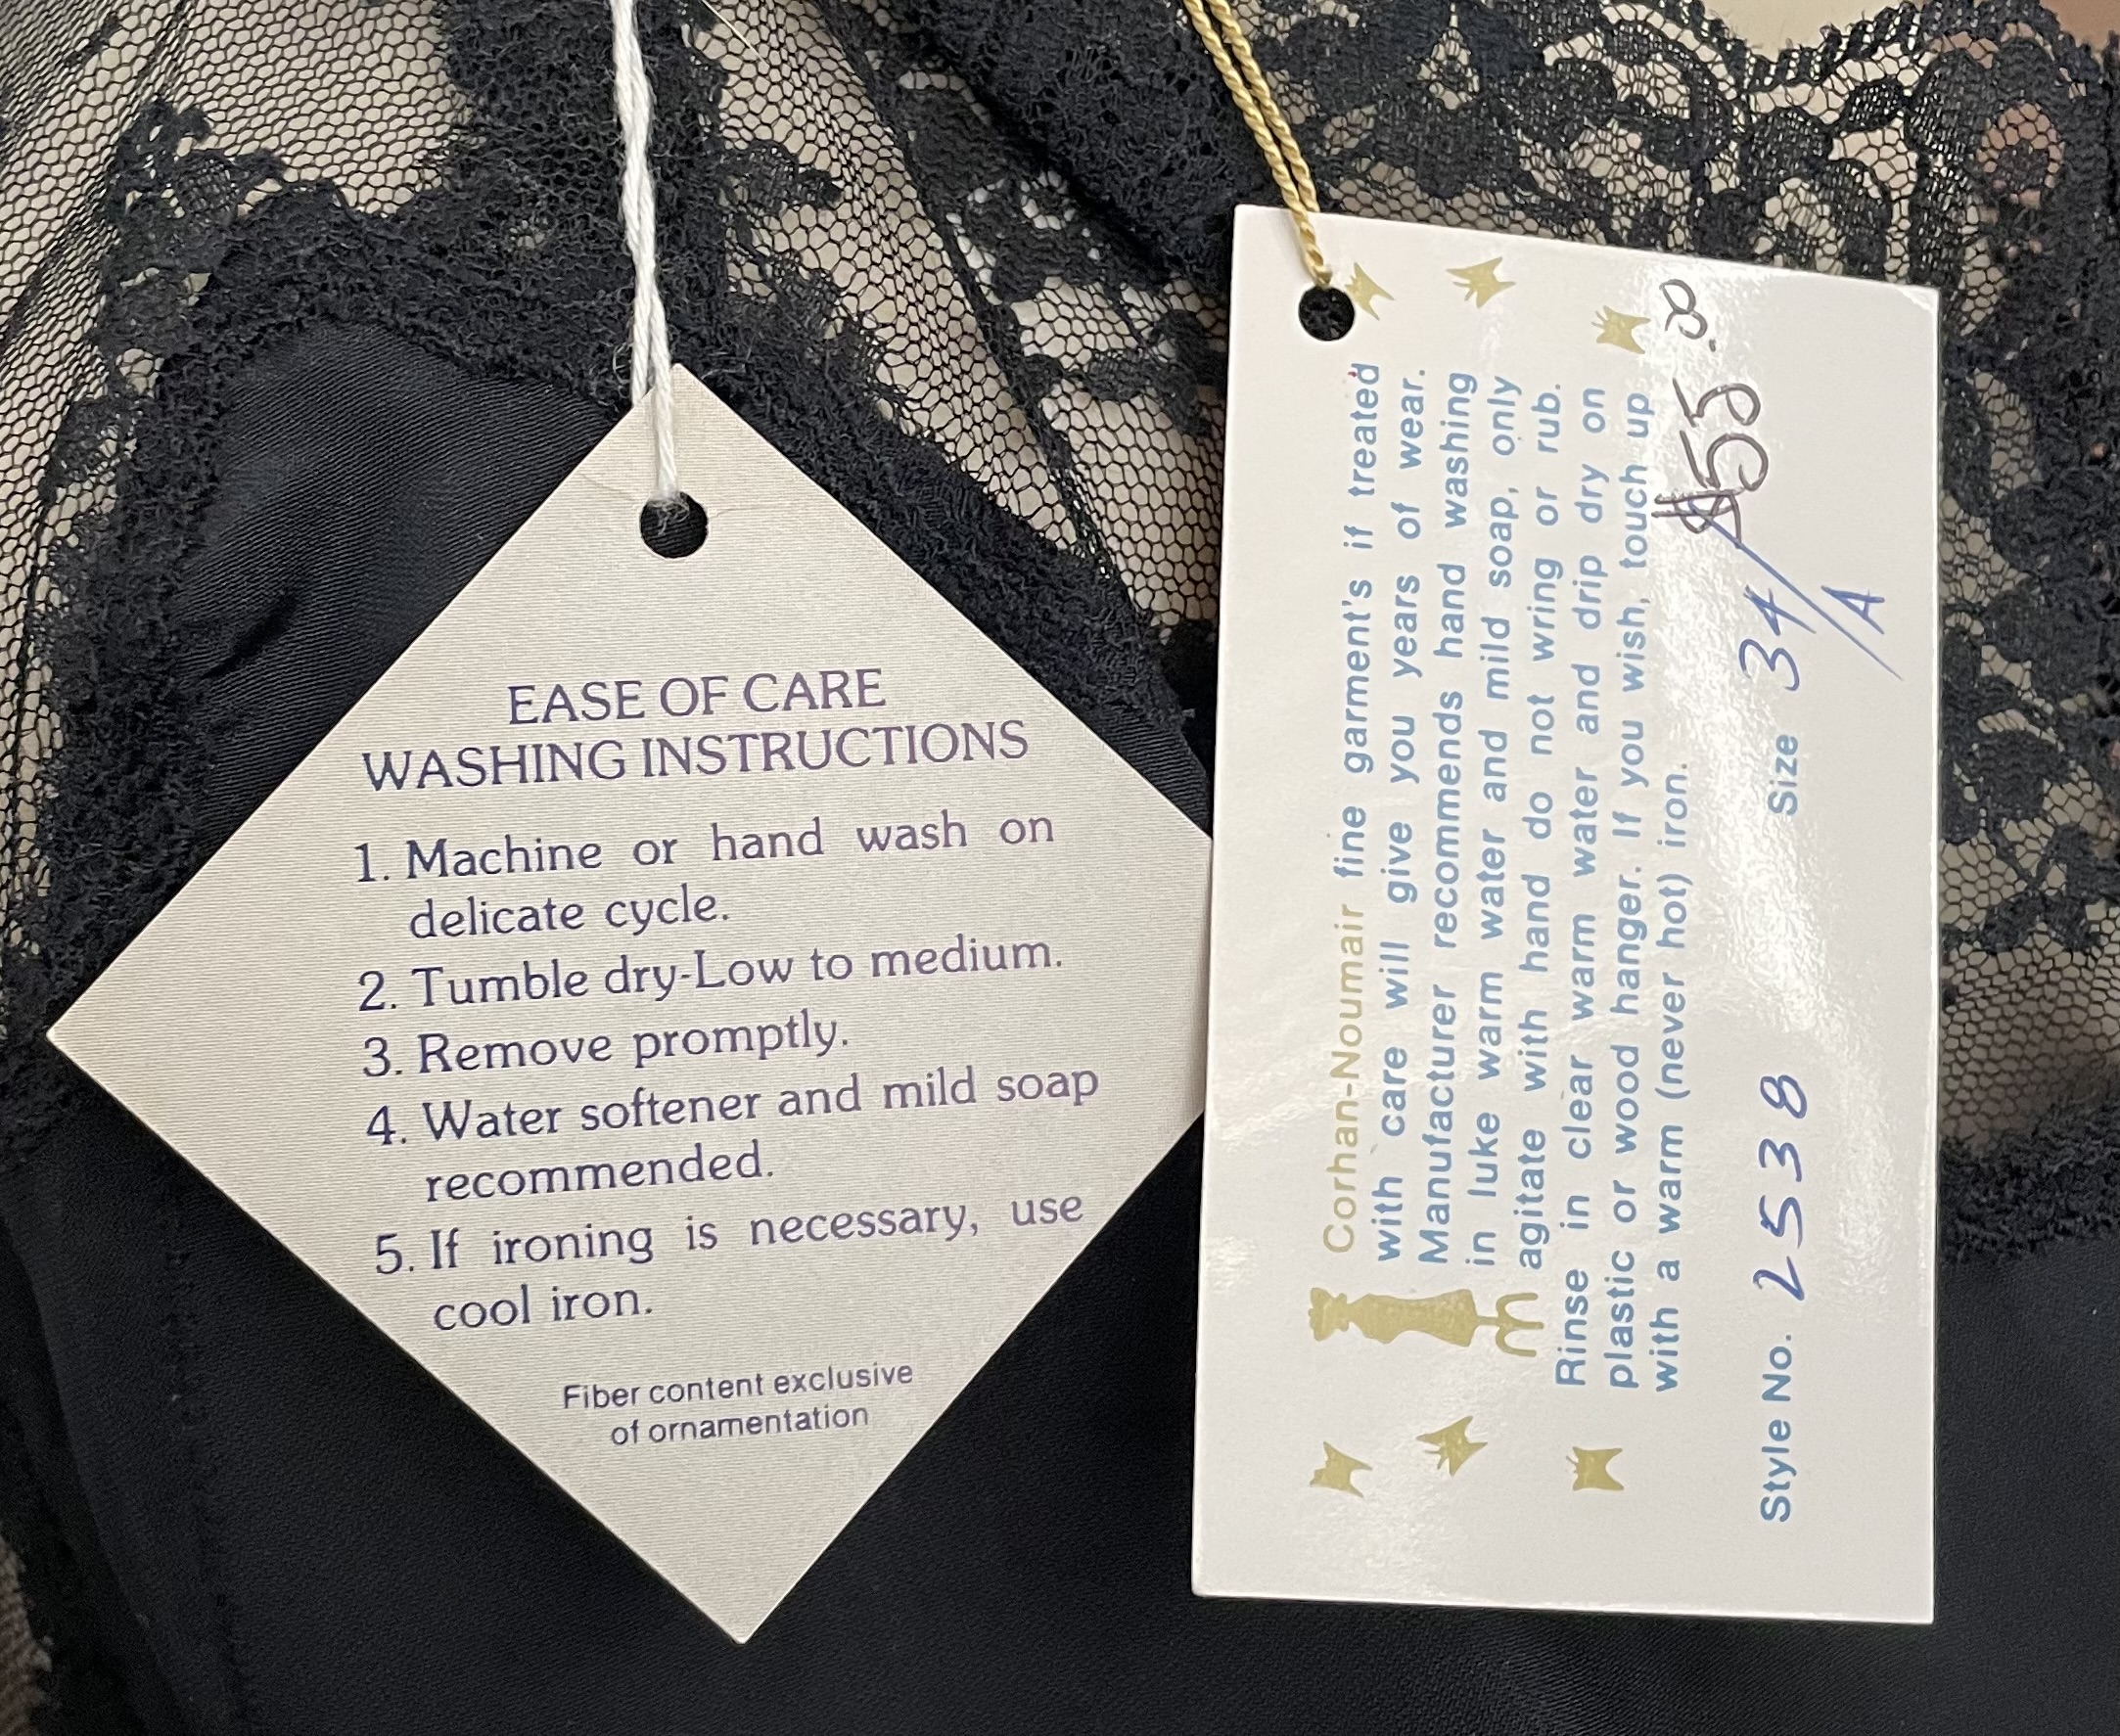 EASE OF CARE
WASHING INSTRUCTIONS
1. Machine or hand wash on
delicate cycle.
2. Tumble dry-Low to medium.
3. Remove promptly.
4. Water softener and mild soap
recommended.
5. If ironing is necessary, use
cool iron.
Fiber content exclusive
of ornamentation
Corhan-Noumair fine garment's if treated
with care will give you years of wear.
Manufacturer recommends hand washing
in luke warm water and mild soap, only
agitate with hand do not wring or rub.
Rinse in clear warm water and drip dry on
plastic or wood hanger. If you wish, touch up
with a warm (never hot) iron.
$55.00
Style No. 2538 Size 34/A